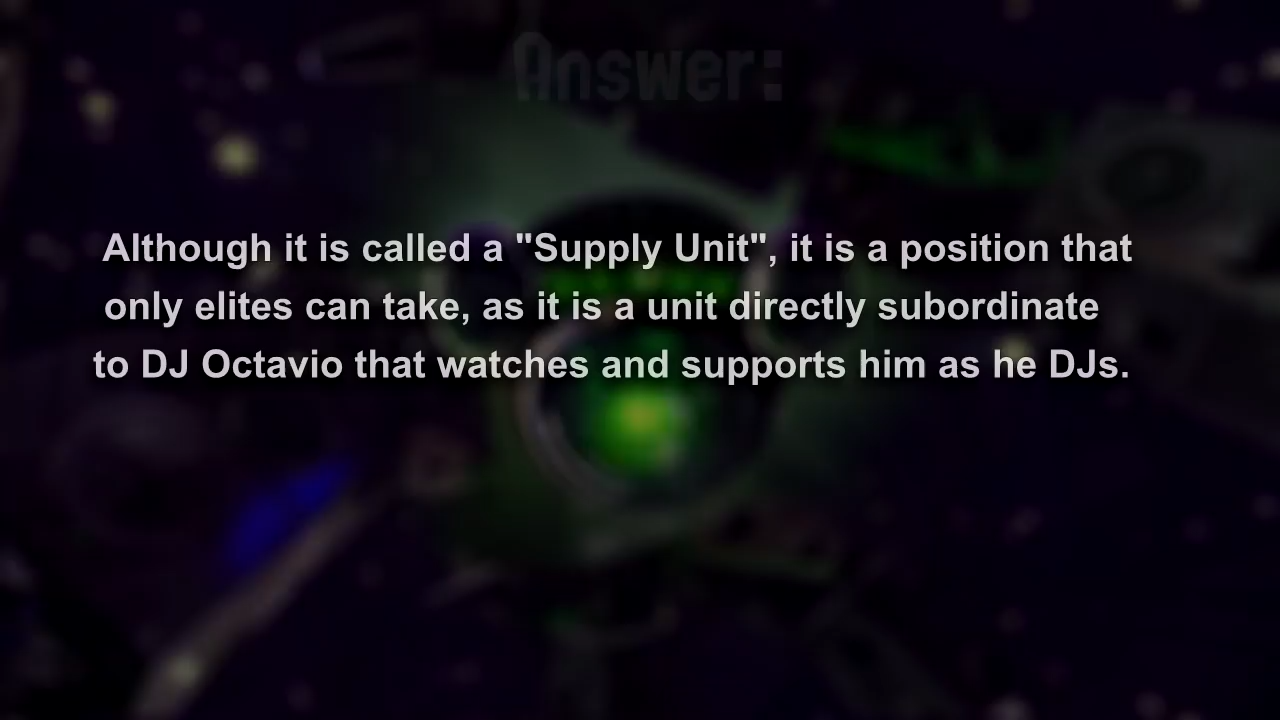 Answer:
Although it is called a "Supply Unit", it is a position that
only elites can take, as it is a unit directly subordinate
to DJ Octavio that watches and supports him as he DJs.